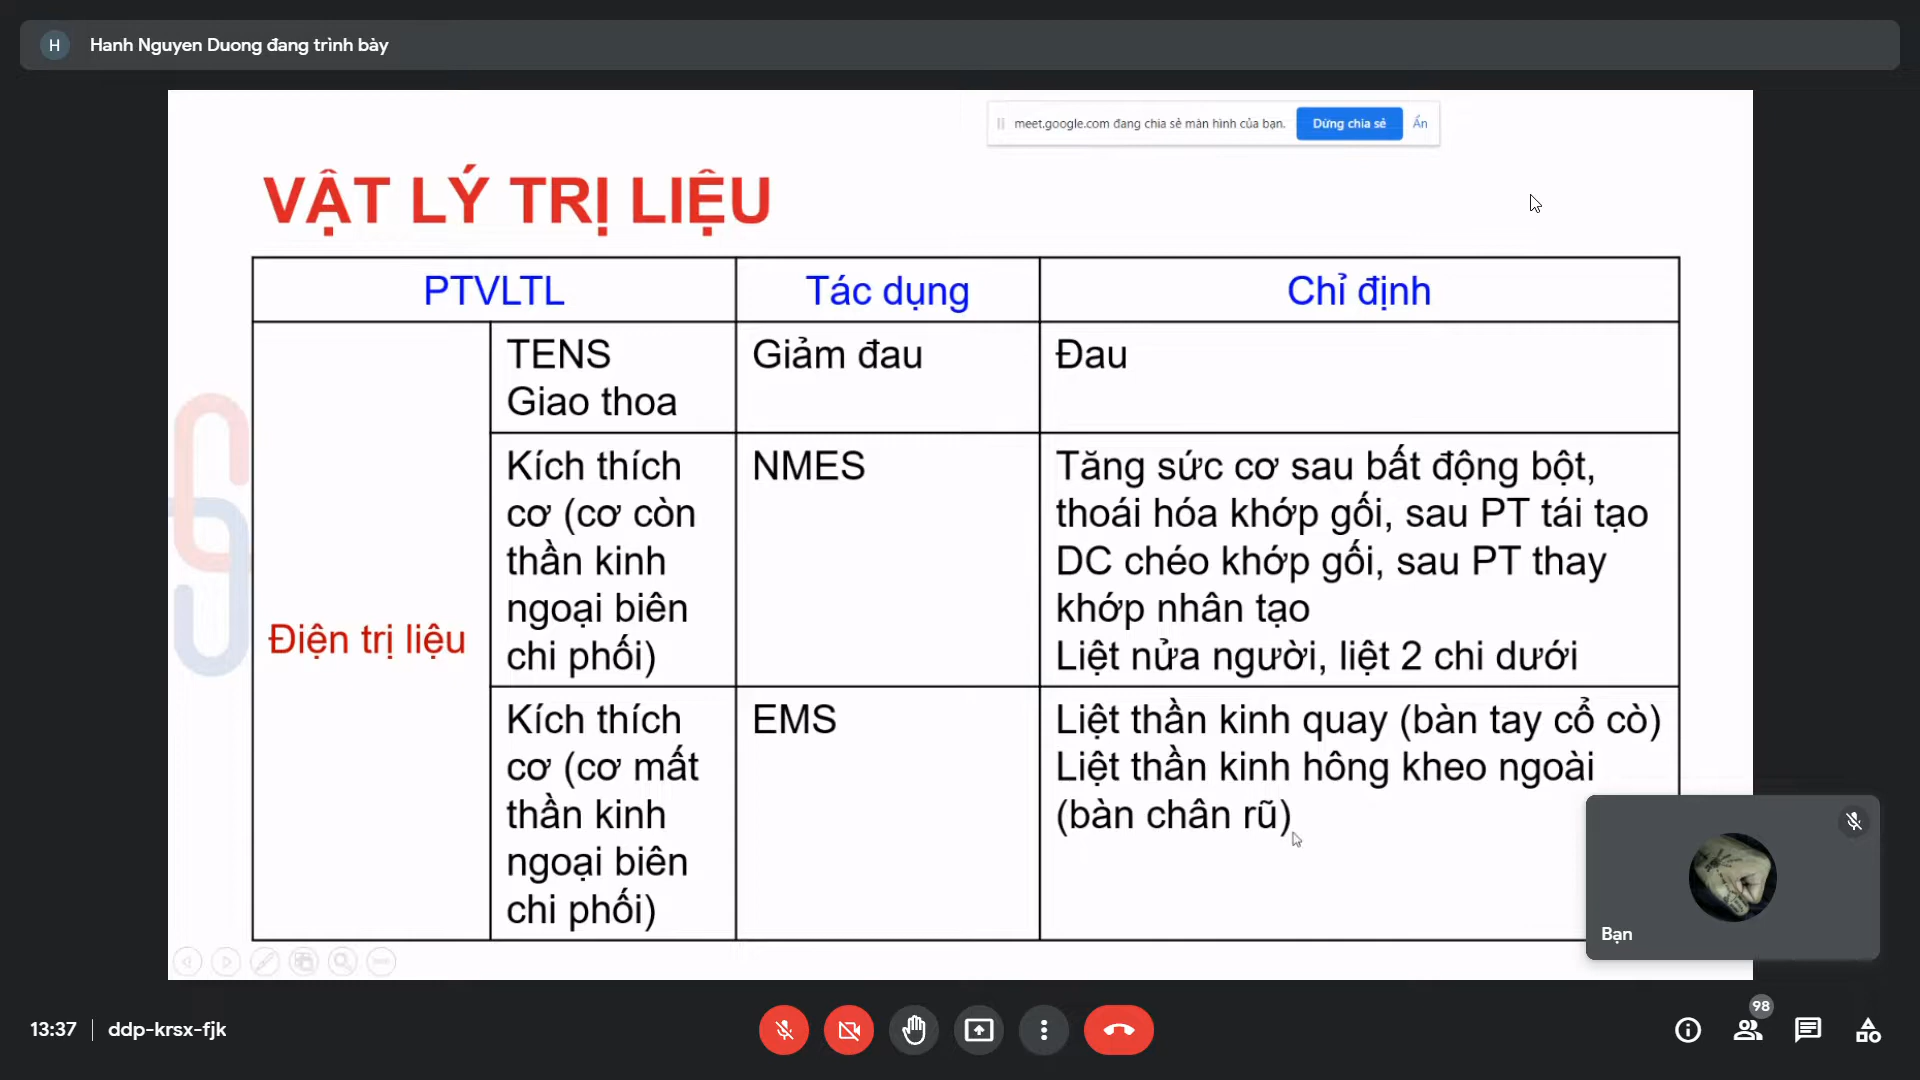 H
Hanh Nguyen Duong đang trình bày
meet.google.com đang chia sẻ màn hình của bạn.
Dừng chia sẻ
Ẩn
VẬT LÝ TRỊ LIỆU
PTVLTL
Tác dụng
Chỉ định
Điện trị liệu
TENS
Giao thoa
Giảm đau
Đau
Kích thích
cơ (cơ còn
thần kinh
ngoại biên
chi phối)
NMES
Tăng sức cơ sau bất động bột,
thoái hóa khớp gối, sau PT tái tạo
DC chéo khớp gối, sau PT thay
khớp nhân tạo
Liệt nửa người, liệt 2 chi dưới
Kích thích
cơ (cơ mất
thần kinh
ngoại biên
chi phối)
EMS
Liệt thần kinh quay (bàn tay cổ cò)
Liệt thần kinh hông kheo ngoài
(bàn chân rũ)
Bạn
13:37
ddp-krsx-fjk
98